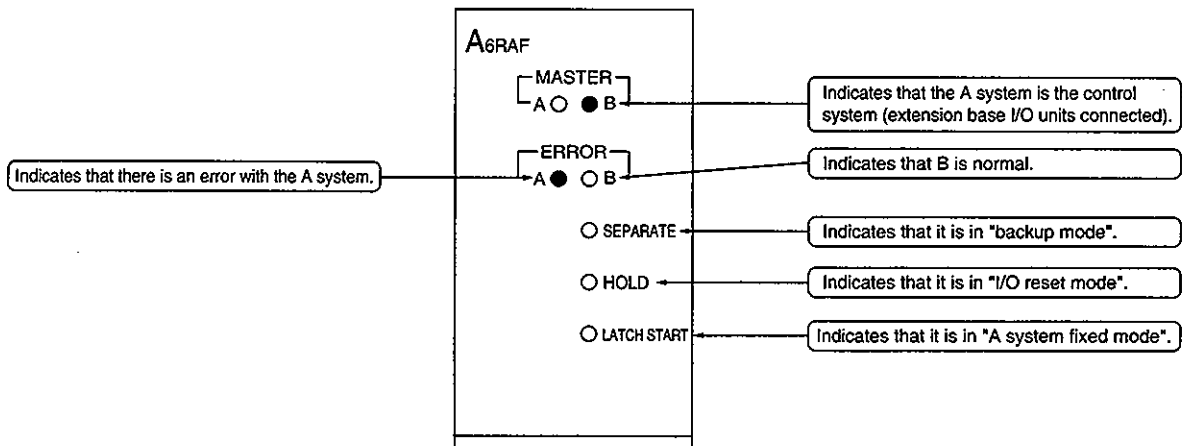 A6RAF
MASTER
A B
Indicates that the A system is the control
system (extension base I/O units connected).
ERROR
A B
Indicates that there is an error with the A system.
Indicates that B is normal.
SEPARATE
Indicates that it is in "backup mode".
HOLD
Indicates that it is in "I/O reset mode".
LATCH START
Indicates that it is in "A system fixed mode".